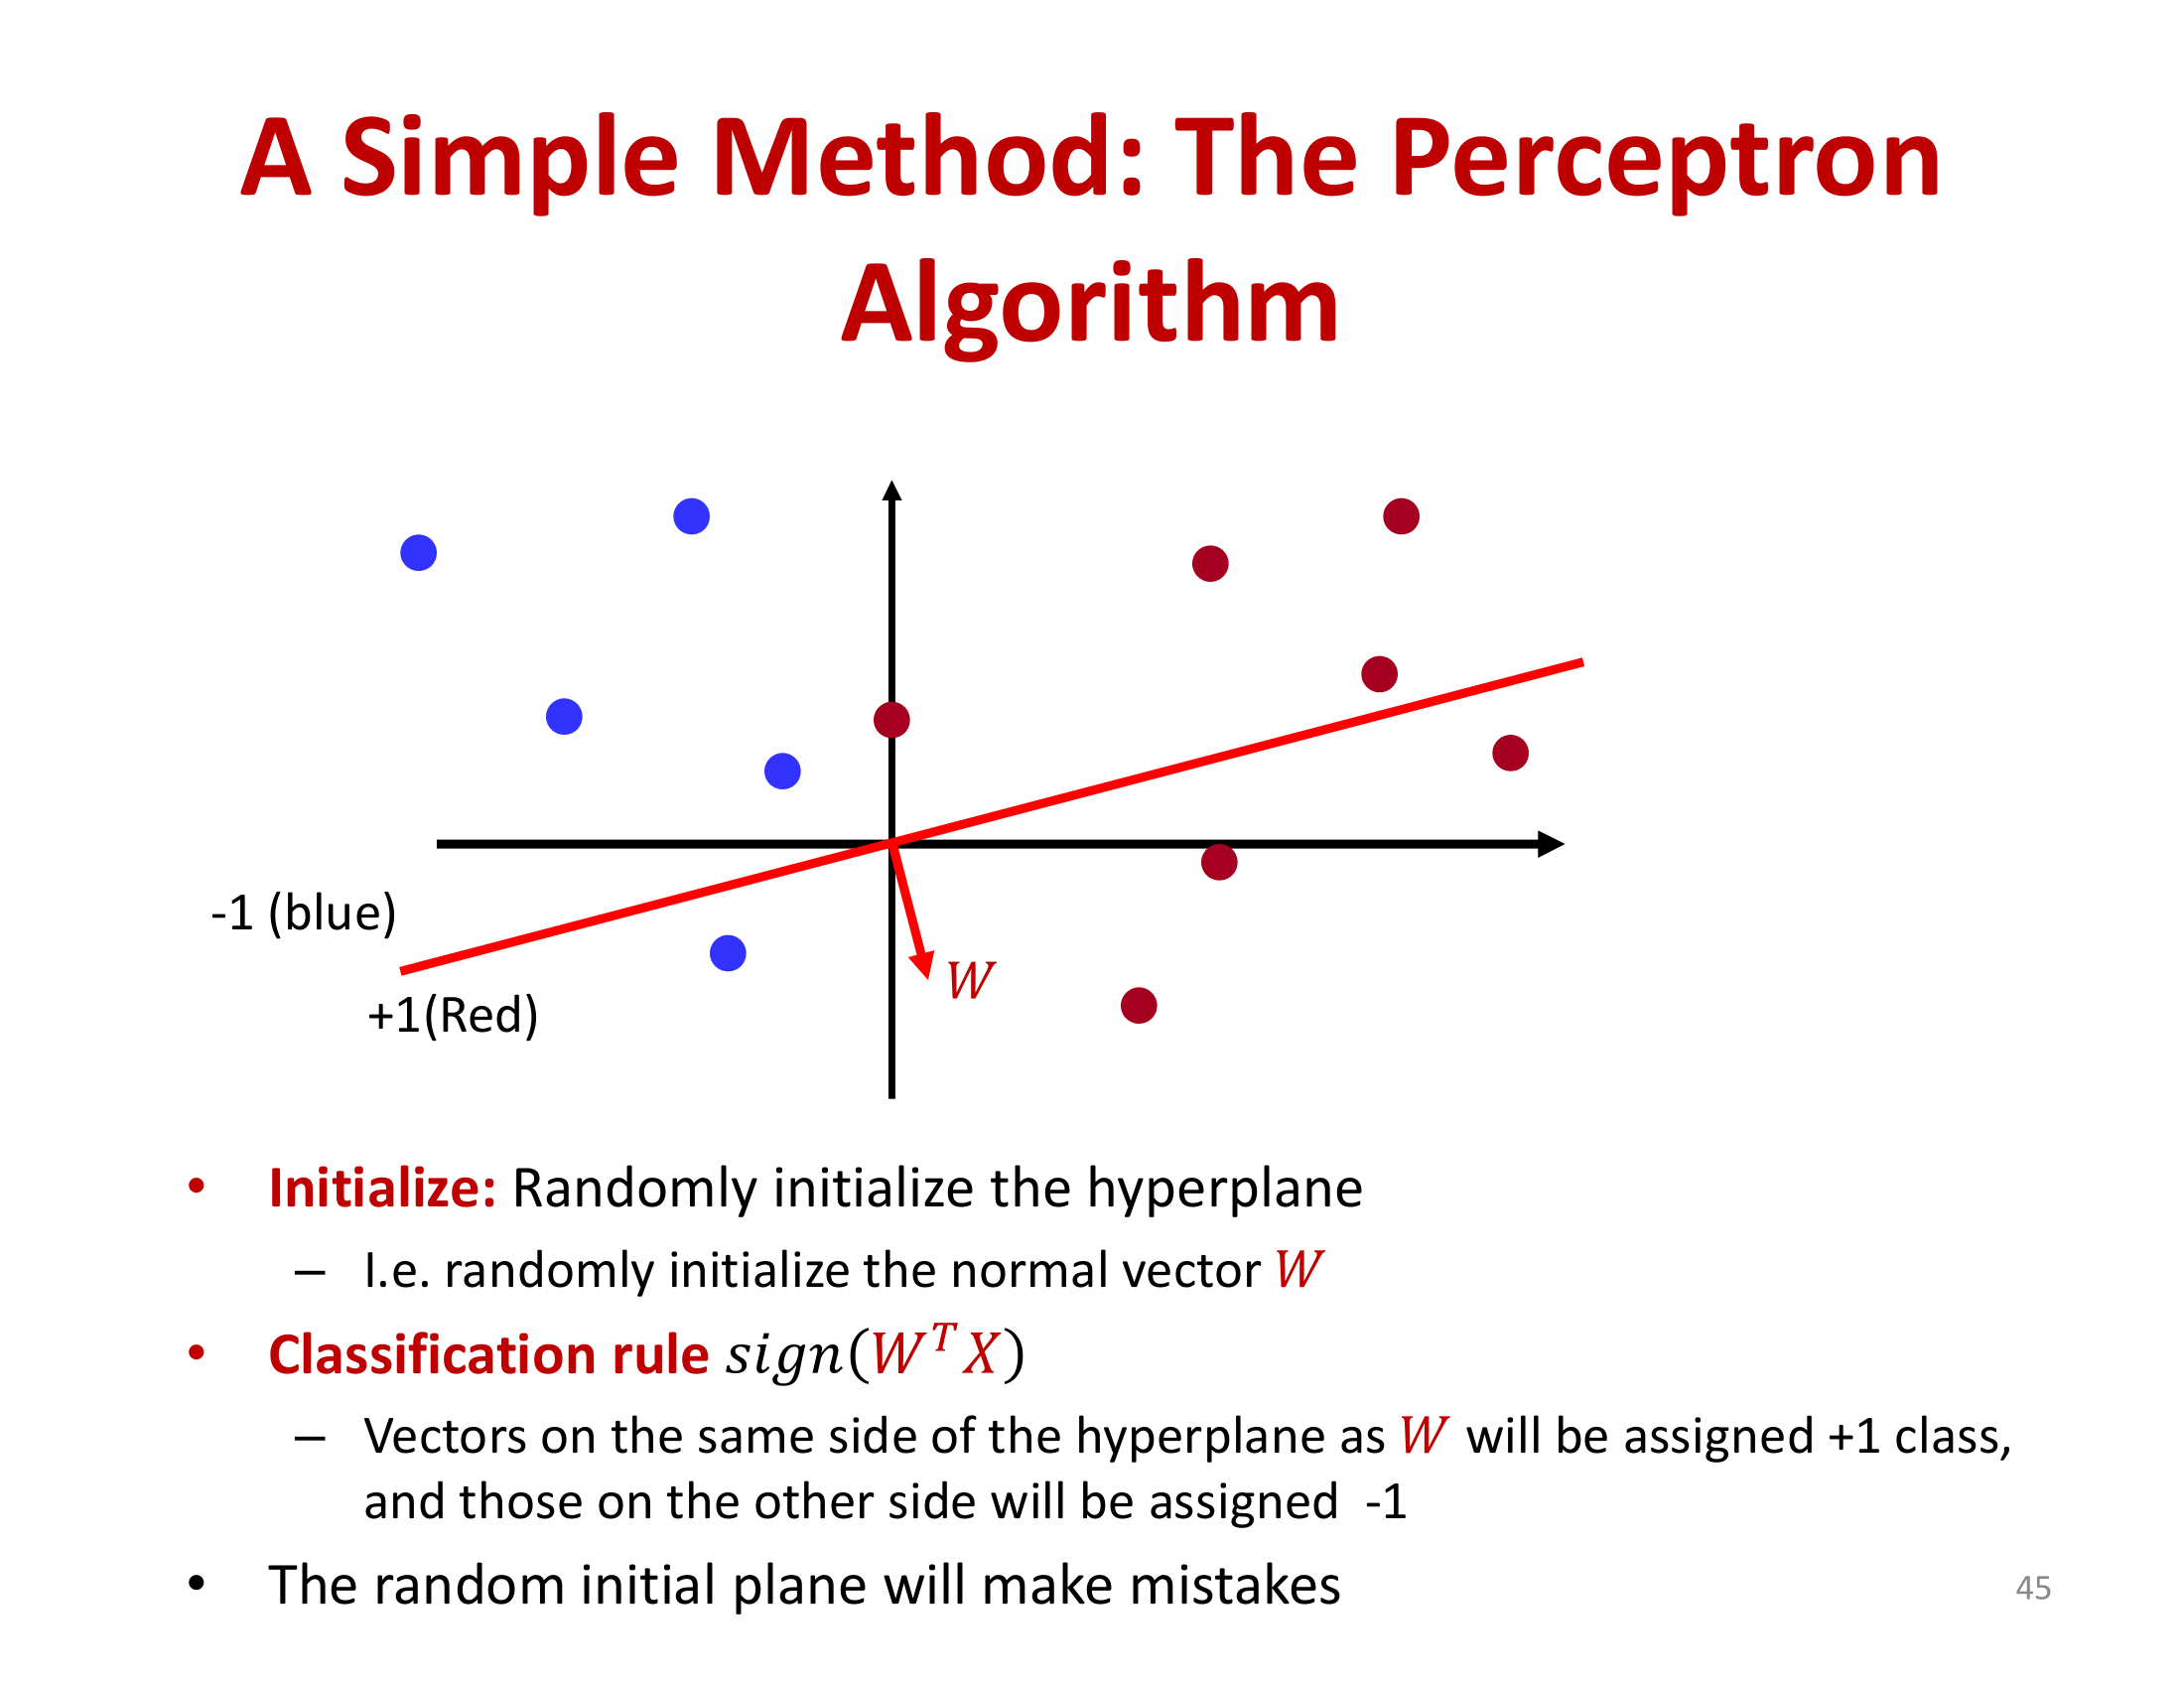 A Simple Method: The Perceptron
Algorithm
-1 (blue)
W
+1(Red)
• Initialize: Randomly initialize the hyperplane
– I.e. randomly initialize the normal vector W
• Classification rule sign(WᵀX)
– Vectors on the same side of the hyperplane as W will be assigned +1 class,
and those on the other side will be assigned -1
• The random initial plane will make mistakes
45